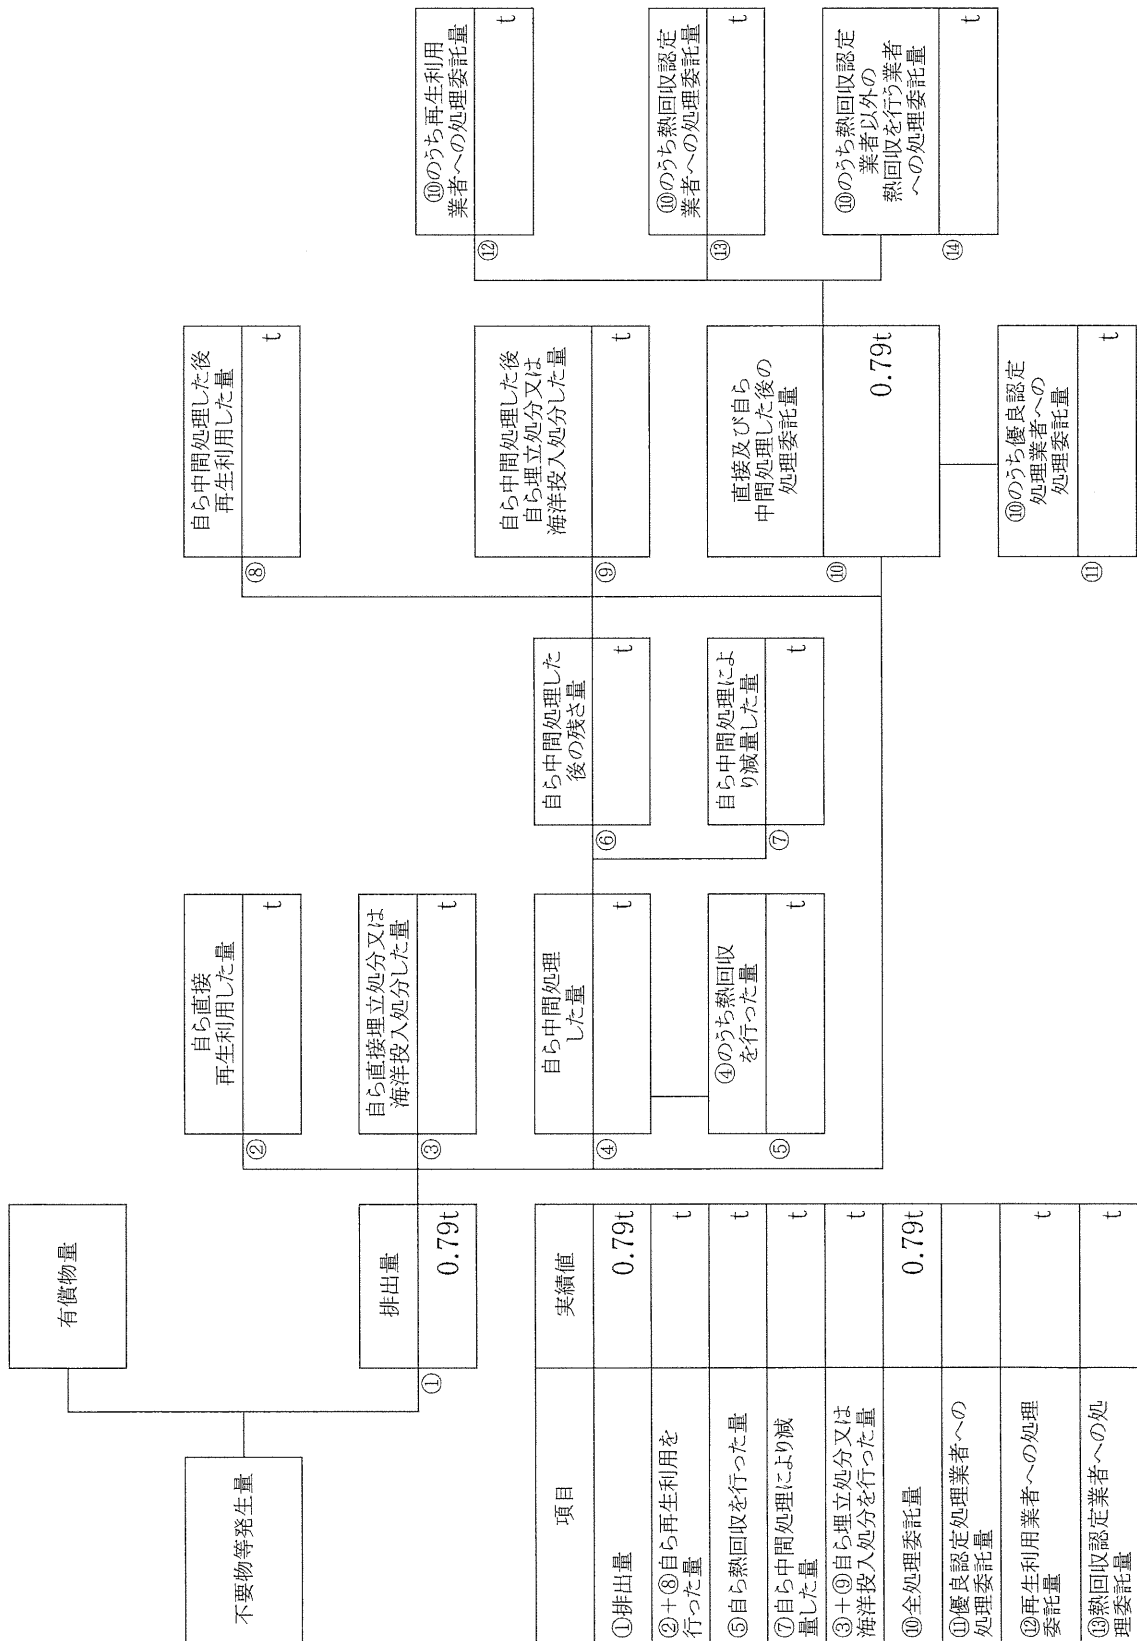 不要物等発生量
有償物量
排出量
①
0.79t
自ら直接
再生利用した量
②
t
自ら直接埋立処分又は
海洋投入処分した量
③
t
自ら中間処理
した量
④
t
④のうち熱回収
を行った量
⑤
t
自ら中間処理した
後の残さ量
⑥
t
自ら中間処理によ
り減量した量
⑦
t
自ら中間処理した後
再生利用した量
⑧
t
自ら中間処理した後
自ら埋立処分又は
海洋投入処分した量
⑨
t
直接及び自ら
中間処理した後の
処理委託量
⑩
0.79t
⑩のうち優良認定
処理業者への
処理委託量
⑪
t
⑩のうち再生利用
業者への処理委託量
⑫
t
⑩のうち熱回収認定
業者への処理委託量
⑬
t
⑩のうち熱回収認定
業者以外の
熱回収を行う業者
への処理委託量
⑭
t
項目
実績値
①排出量
0.79t
②+⑧自ら再生利用を
行った量
t
⑤自ら熱回収を行った量
t
⑦自ら中間処理により減
量した量
t
③+⑨自ら埋立処分又は
海洋投入処分を行った量
t
⑩全処理委託量
0.79t
⑪優良認定処理業者への
処理委託量
⑫再生利用業者への処理
委託量
t
⑬熱回収認定業者への処
理委託量
t